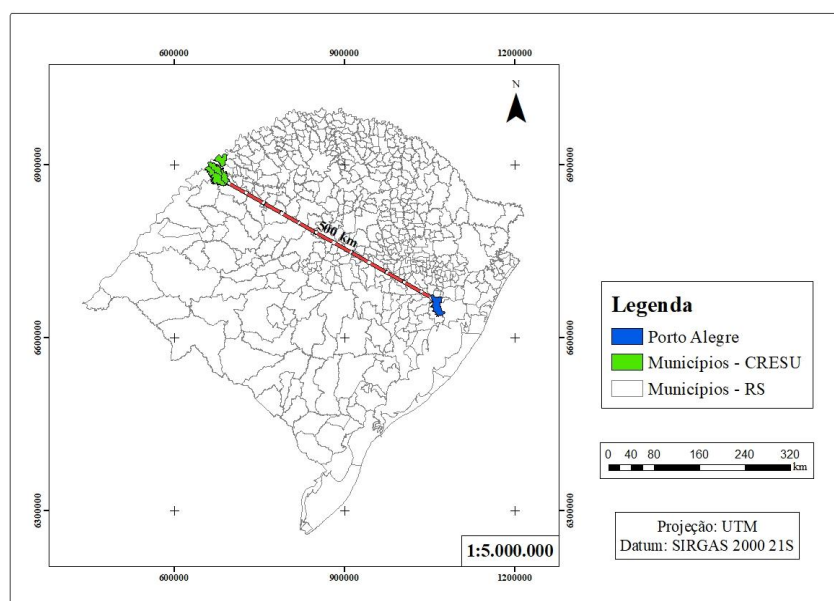 600000 900000 1200000
N
6900000 6900000
500 km
6600000 6600000
6300000 6300000
1:5.000.000
600000 900000 1200000
Legenda
Porto Alegre
Municípios - CRESU
Municípios - RS
0 40 80 160 240 320
km
Projeção: UTM
Datum: SIRGAS 2000 21S